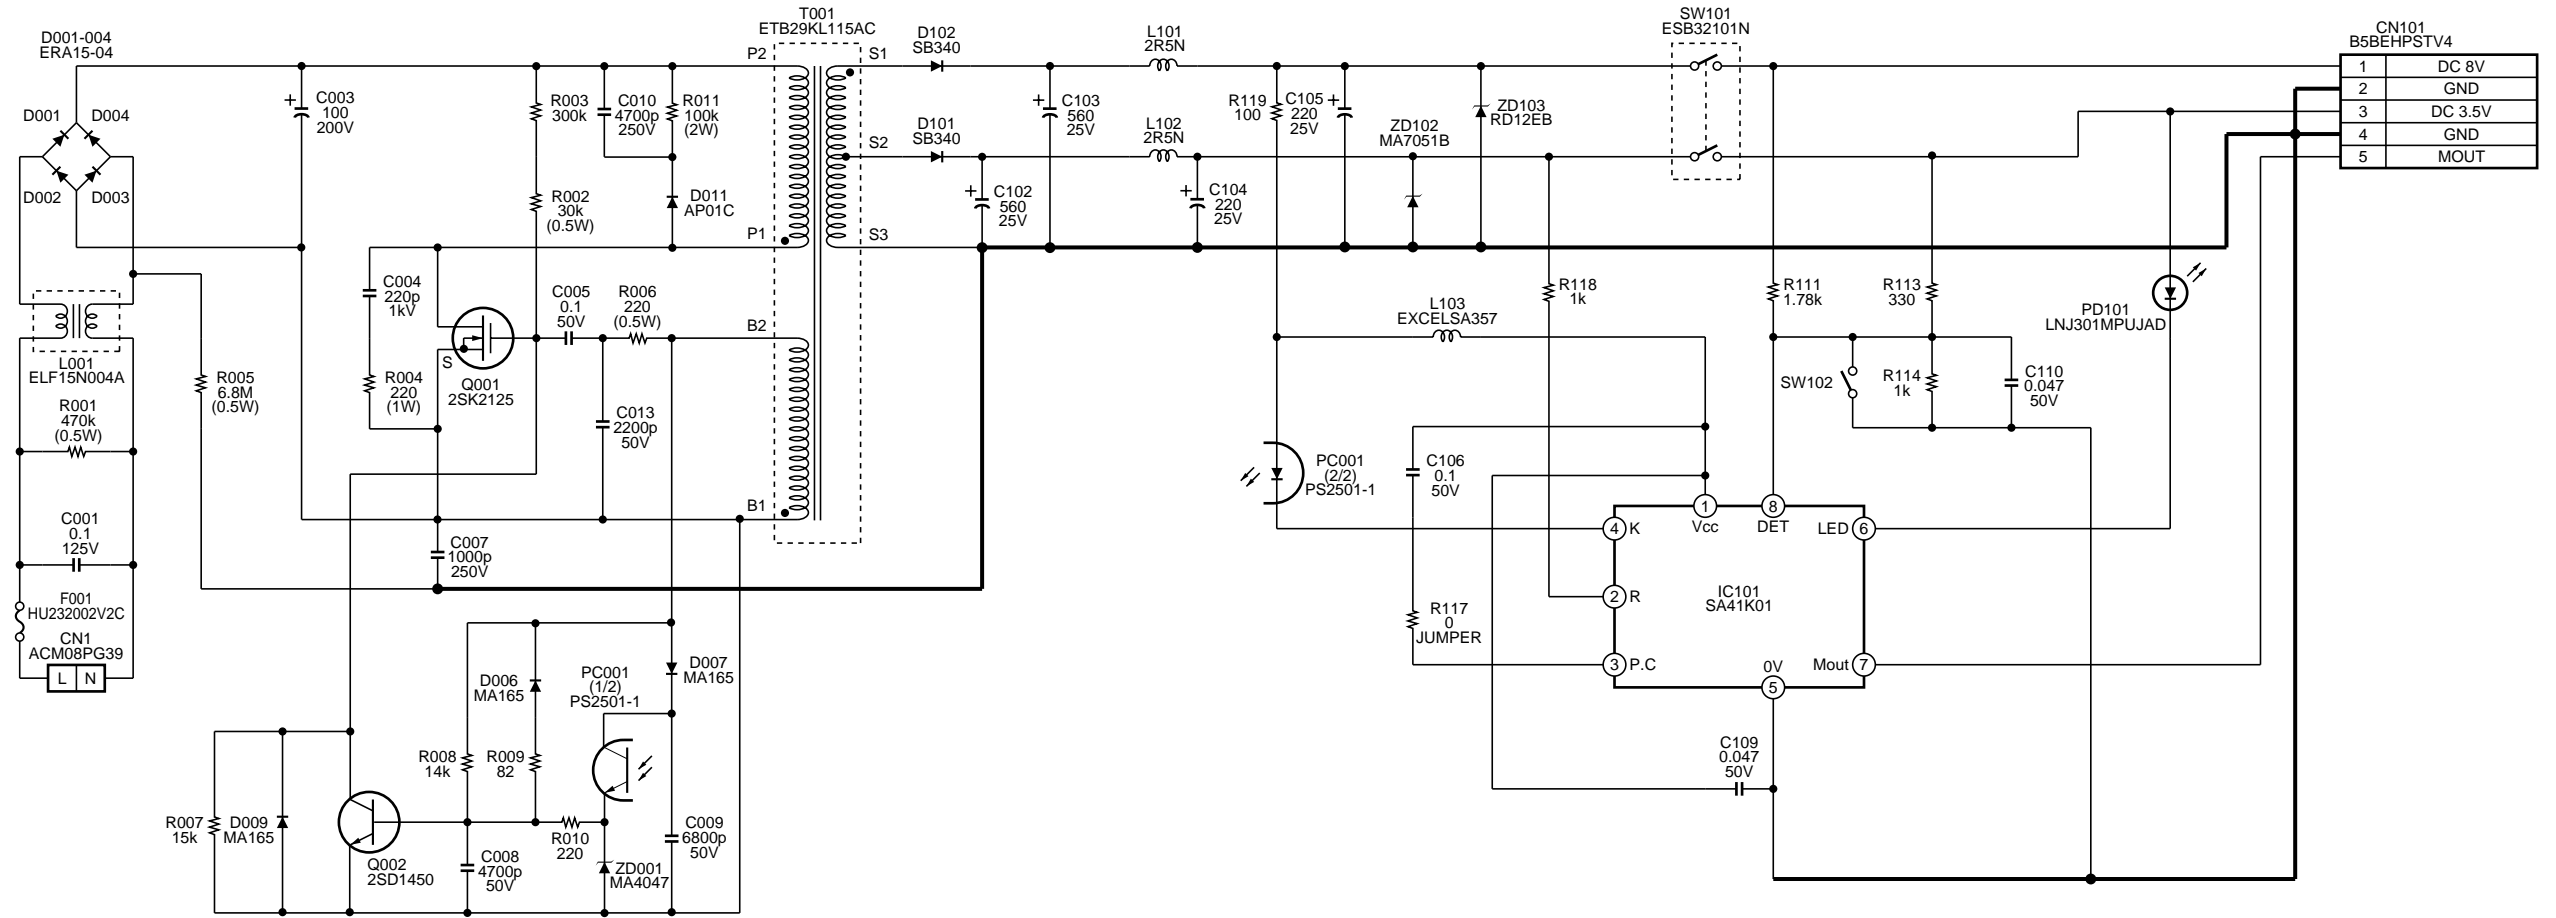 D001-004
ERA15-04
D001
D004
D002
D003
C003
100
200V
R003
300k
C010
4700p
250V
R011
100k
(2W)
R002
30k
(0.5W)
D011
AP01C
T001
ETB29KL115AC
P2
P1
B2
B1
S1
S2
S3
D102
SB340
D101
SB340
L101
2R5N
L102
2R5N
C103
560
25V
C102
560
25V
C104
220
25V
R119
100
C105
220
25V
ZD102
MA7051B
ZD103
RD12EB
SW101
ESB32101N
CN101
B5BEHPSTV4
1 DC 8V
2 GND
3 DC 3.5V
4 GND
5 MOUT
L001
ELF15N004A
R001
470k
(0.5W)
C001
0.1
125V
F001
HU232002V2C
CN1
ACM08PG39
L N
R005
6.8M
(0.5W)
C004
220p
1kV
R004
220
(1W)
S
Q001
2SK2125
C005
0.1
50V
R006
220
(0.5W)
C013
2200p
50V
C007
1000p
250V
D006
MA165
PC001
(1/2)
PS2501-1
D007
MA165
R008
14k
R009
82
R007
15k
D009
MA165
Q002
2SD1450
C008
4700p
50V
R010
220
ZD001
MA4047
C009
6800p
50V
L103
EXCELSA357
R118
1k
R111
1.78k
R113
330
PD101
LNJ301MPUJAD
SW102
R114
1k
C110
0.047
50V
PC001
(2/2)
PS2501-1
C106
0.1
50V
R117
0
JUMPER
1
Vcc
8
DET
4 K
LED 6
2 R
IC101
SA41K01
3 P.C
Mout 7
0V
5
C109
0.047
50V